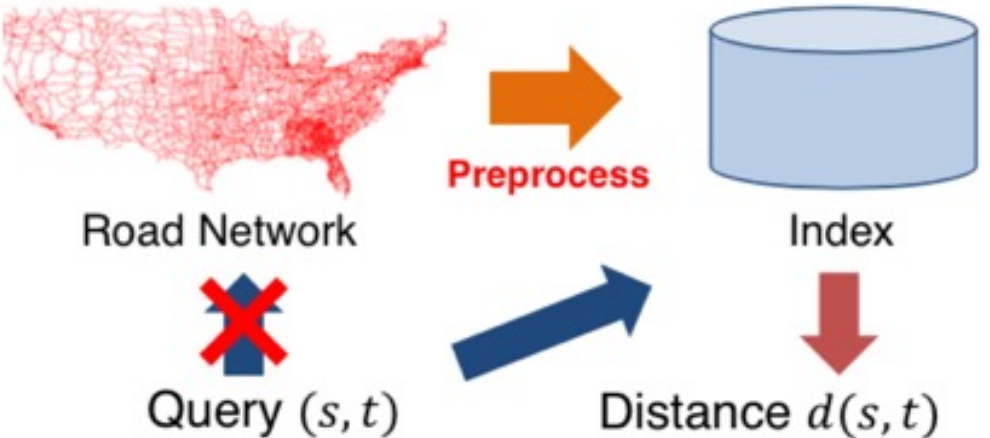 Preprocess
Road Network
Index
Query (s, t)
Distance d(s, t)